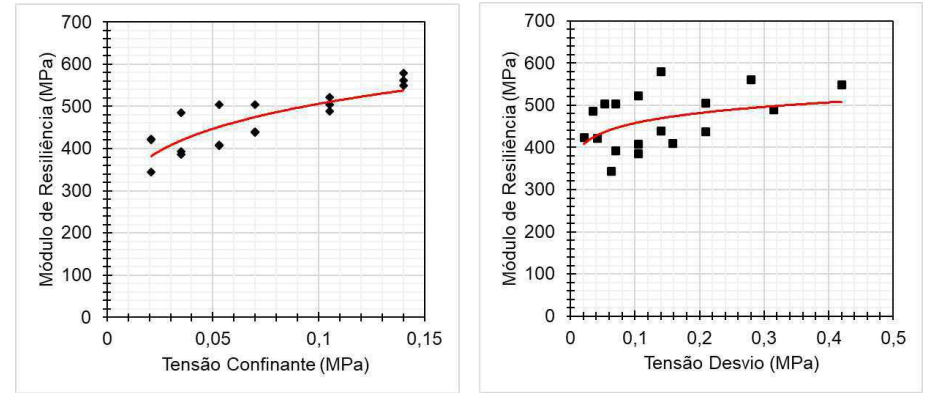 700
600
500
400
300
200
100
0
Módulo de Resiliência (MPa)
0 0,05 0,1 0,15
Tensão Confinante (MPa)
700
600
500
400
300
200
100
0
Módulo de Resiliência (MPa)
0 0,1 0,2 0,3 0,4 0,5
Tensão Desvio (MPa)